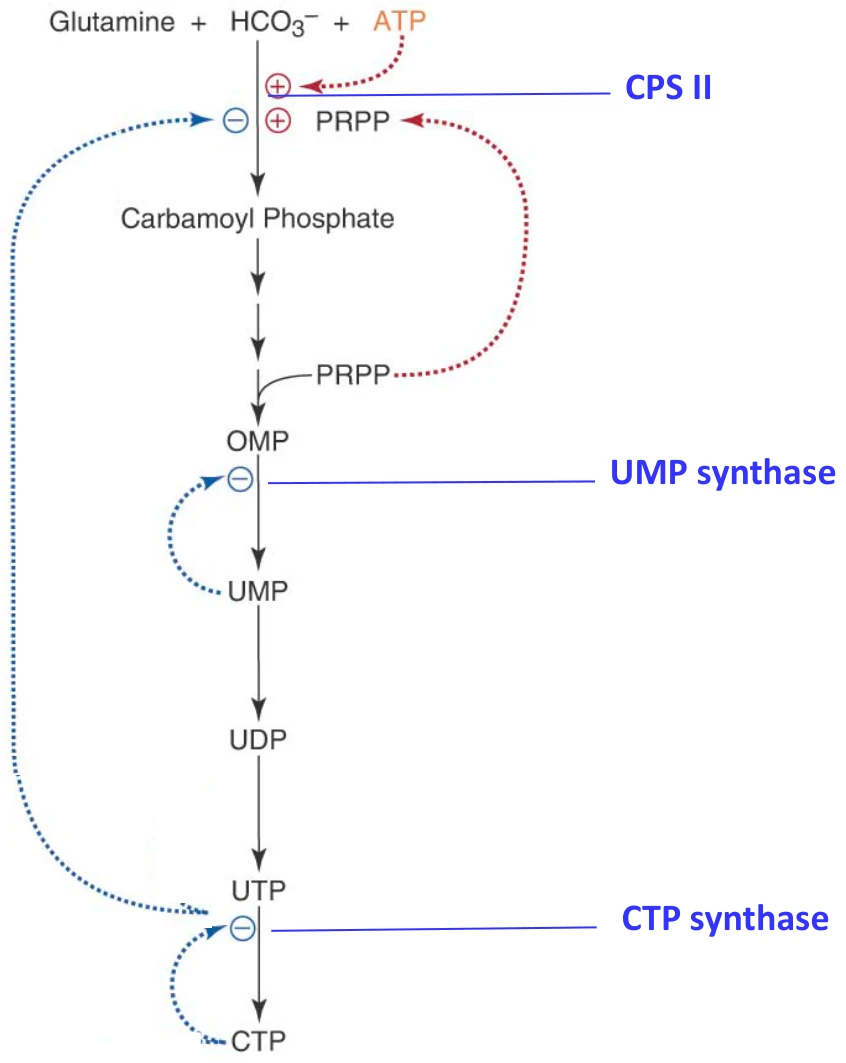 Glutamine + HCO₃⁻ + ATP
+
CPS II
− + PRPP
Carbamoyl Phosphate
PRPP
OMP
−
UMP synthase
UMP
UDP
UTP
−
CTP synthase
CTP